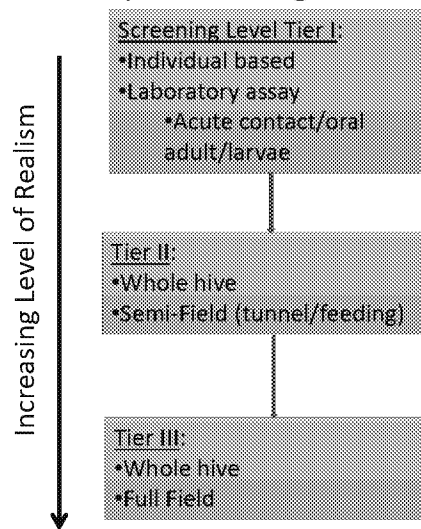 Screening Level Tier I:
•Individual based
•Laboratory assay
•Acute contact/oral
adult/larvae
Increasing Level of Realism
Tier II:
•Whole hive
•Semi-Field (tunnel/feeding)
Tier III:
•Whole hive
•Full Field